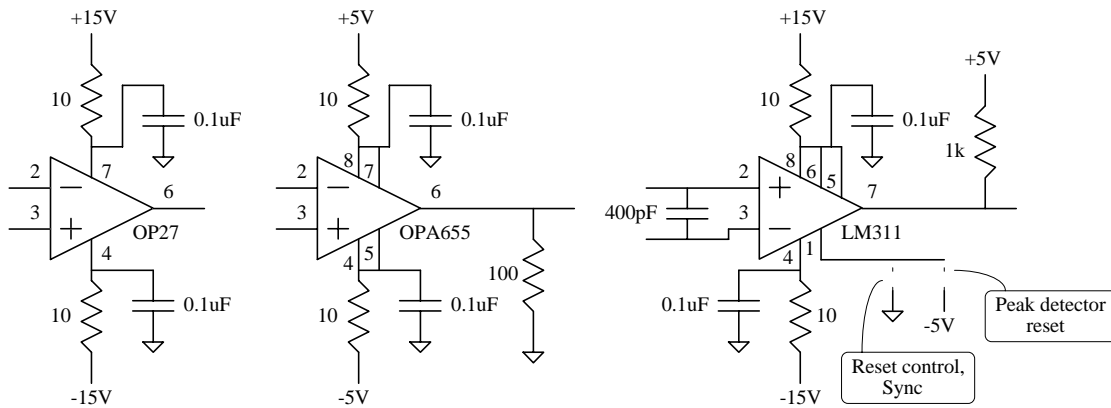 +15V
10
0.1uF
7
2
6
3
OP27
4
10
0.1uF
-15V
+5V
10
0.1uF
8
7
2
6
3
OPA655
4
5
100
10
0.1uF
-5V
+15V
+5V
10
0.1uF
1k
8
6
5
2
7
400pF
3
LM311
4
1
0.1uF
10
-5V
Peak detector
reset
Reset control,
Sync
-15V